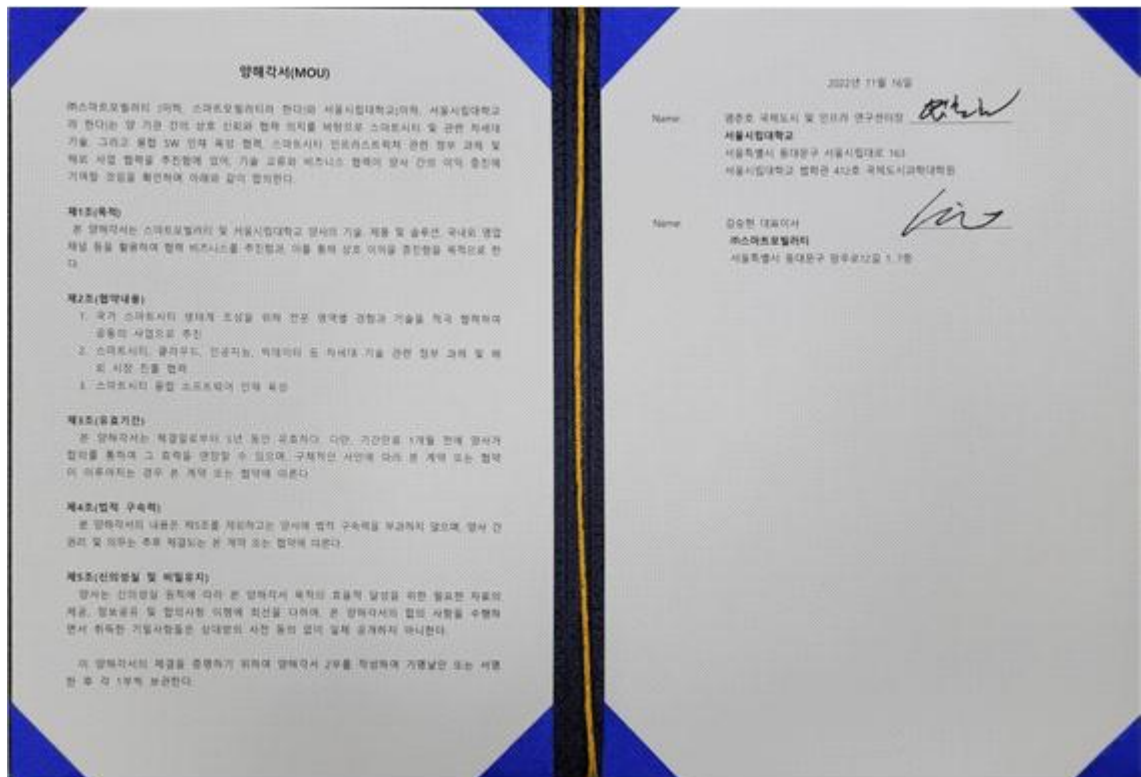 양해각서(MOU)
㈜스마트모빌러티 (이하, 스마트모빌러티라 한다)와 서울시립대학교(이하, 서울시립대학교
라 한다)는 양 기관 간의 상호 신뢰와 협력 의지를 바탕으로 스마트시티 및 관련 차세대
기술, 그리고 융합 SW 인재 육성 협력, 스마트시티 인프라스트럭쳐 관련 정부 과제 및
해외 사업 협력을 추진함에 있어, 기술 교류와 비즈니스 협력이 양사 간의 이익 증진에
기여할 것임을 확인하며 아래와 같이 합의한다.
제1조(목적)
본 양해각서는 스마트모빌러티 및 서울시립대학교 양사의 기술, 제품 및 솔루션, 국내외 영업
채널 등을 활용하여 협력 비즈니스를 추진함과, 이를 통해 상호 이익을 증진함을 목적으로 한
다.
제2조(협약내용)
1. 국가 스마트시티 생태계 조성을 위해 전문 영역별 경험과 기술을 적극 협력하여
공동의 사업으로 추진
2. 스마트시티, 클라우드, 인공지능, 빅데이터 등 차세대 기술 관련 정부 과제 및 해
외 시장 진출 협력
3. 스마트시티 융합 소프트웨어 인재 육성
제3조(유효기간)
본 양해각서는 체결일로부터 5년 동안 유효하다. 다만, 기간만료 1개월 전에 양사가
협의를 통하여 그 효력을 연장할 수 있으며, 구체적인 사안에 따라 본 계약 또는 협약
이 이루어지는 경우 본 계약 또는 협약에 따른다.
제4조(법적 구속력)
본 양해각서의 내용은 제5조를 제외하고는 양사에 법적 구속력을 부과하지 않으며, 양사 간
권리 및 의무는 추후 체결되는 본 계약 또는 협약에 따른다.
제5조(신의성실 및 비밀유지)
양사는 신의성실 원칙에 따라 본 양해각서 목적의 효율적 달성을 위한 필요한 자료의
제공, 정보공유 및 합의사항 이행에 최선을 다하며, 본 양해각서의 협의 사항을 수행하
면서 취득한 기밀사항들은 상대방의 사전 동의 없이 일체 공개하지 아니한다.
이 양해각서의 체결을 증명하기 위하여 양해각서 2부를 작성하여 기명날인 또는 서명
한 후 각 1부씩 보관한다.
2022년 11월 16일
Name: 염춘호 국제도시 및 인프라 연구센터장
서울시립대학교
서울특별시 동대문구 서울시립대로 163
서울시립대학교 법학관 412호 국제도시과학대학원
Name: 김승현 대표이사
㈜스마트모빌러티
서울특별시 동대문구 망우로12길 1, 7층